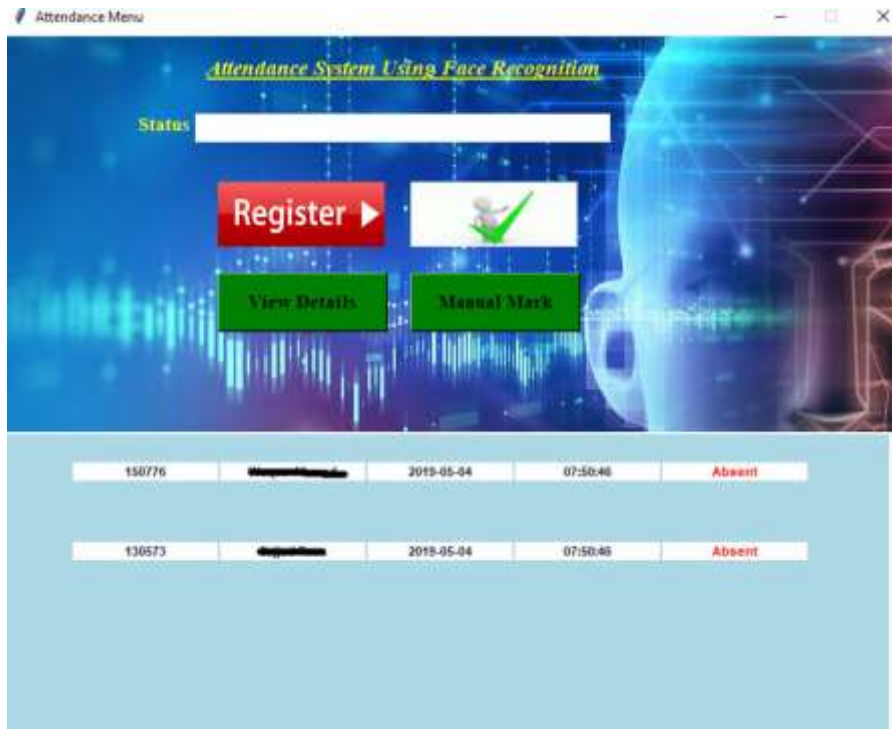 Attendance Menu
Attendance System Using Face Recognition
Status
Register
View Details Manual Mark
150776 2019-05-04 07:50:46 Absent
130573 2019-05-04 07:50:46 Absent